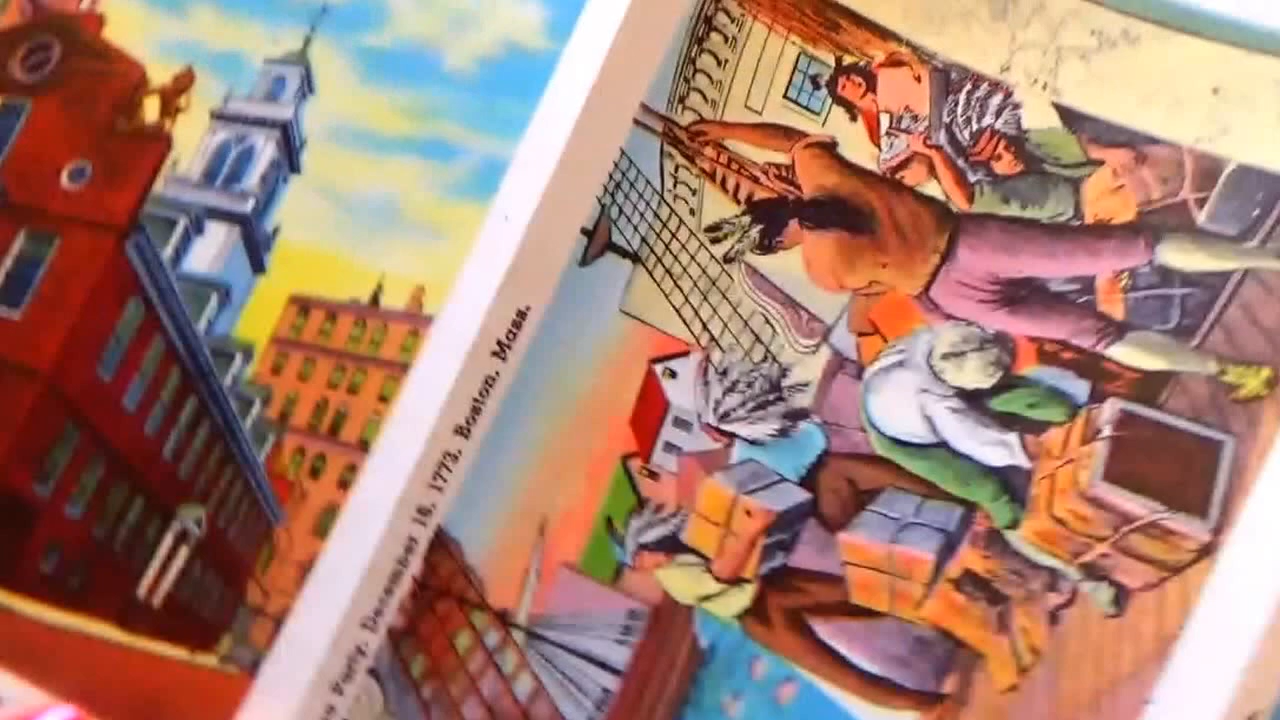 Party, December 16, 1773. Boston, Mass.